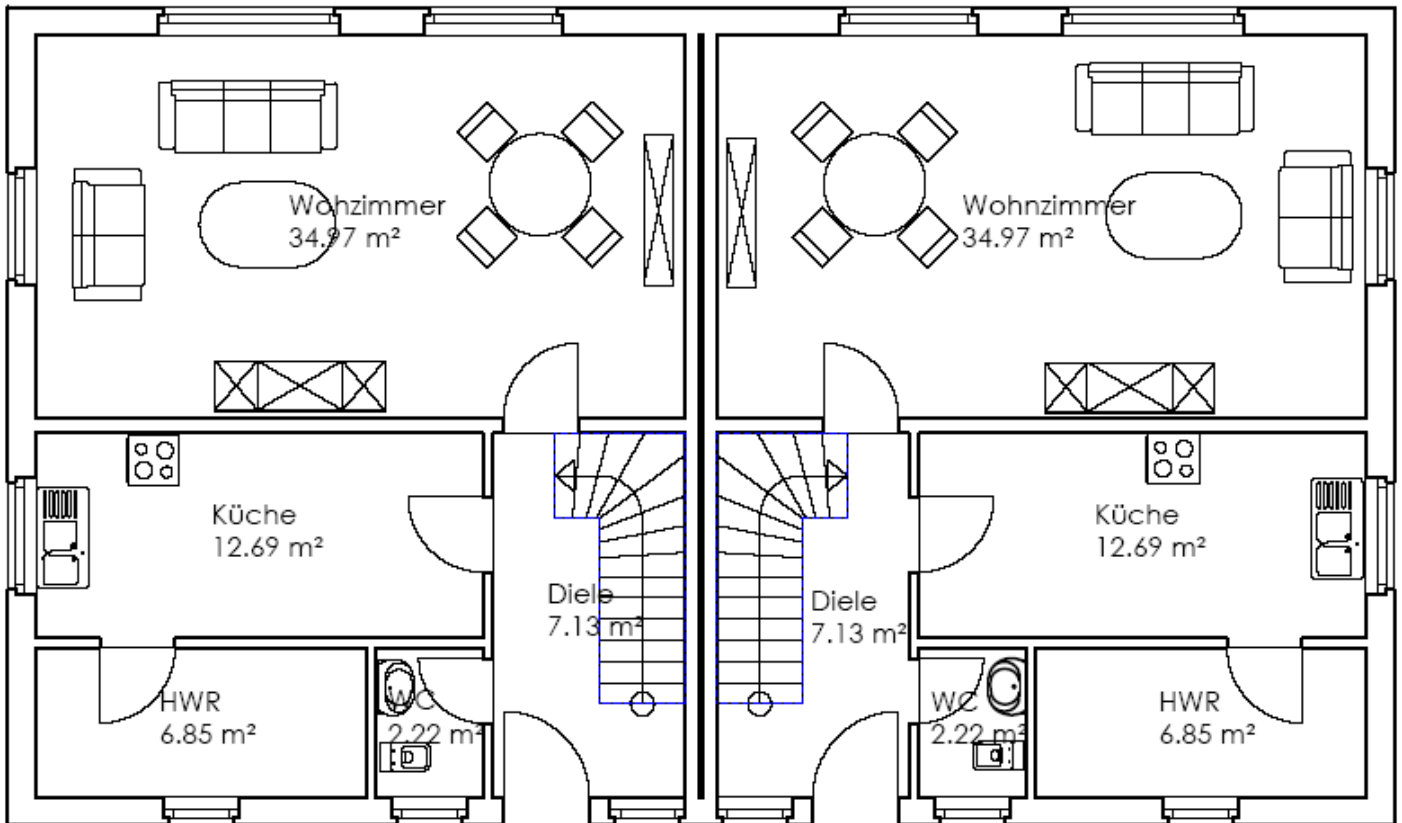 Wohzimmer
34.97 m²
Wohnzimmer
34.97 m²
Küche
12.69 m²
Küche
12.69 m²
Diele
7.13 m²
Diele
7.13 m²
HWR
6.85 m²
WC
2.22 m²
WC
2.22 m²
HWR
6.85 m²